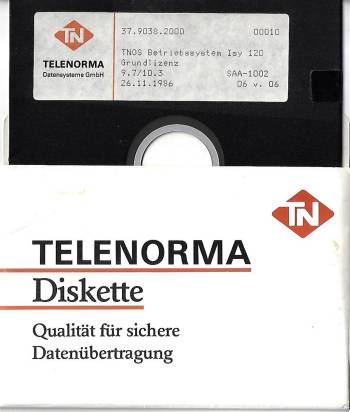 TN
TELENORMA
Datensysteme GmbH
37.9038.2000 00010
TNOS Betriebssystem Isy 120
Grundlizenz
9.7/10.3 SAA-1002
26.11.1986 06 v. 06
TN
TELENORMA
Diskette
Qualität für sichere
Datenübertragung